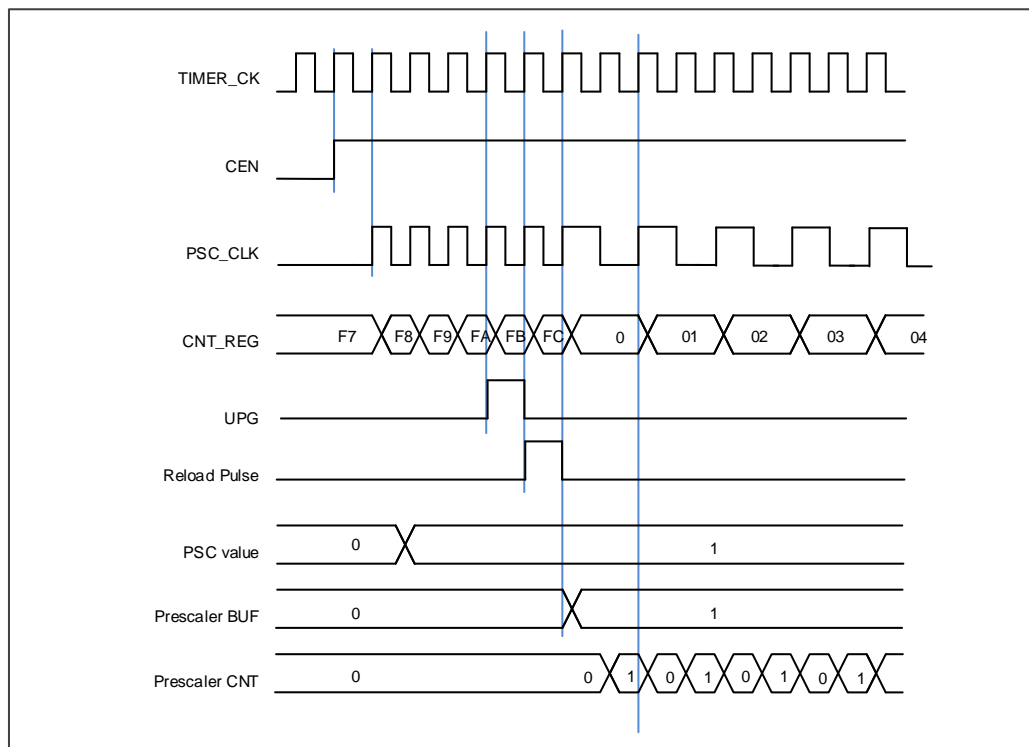 TIMER_CK
CEN
PSC_CLK
CNT_REG F7 F8 F9 FA FB FC 0 01 02 03 04
UPG
Reload Pulse
PSC value 0 1
Prescaler BUF 0 1
Prescaler CNT 0 0 1 0 1 0 1 0 1